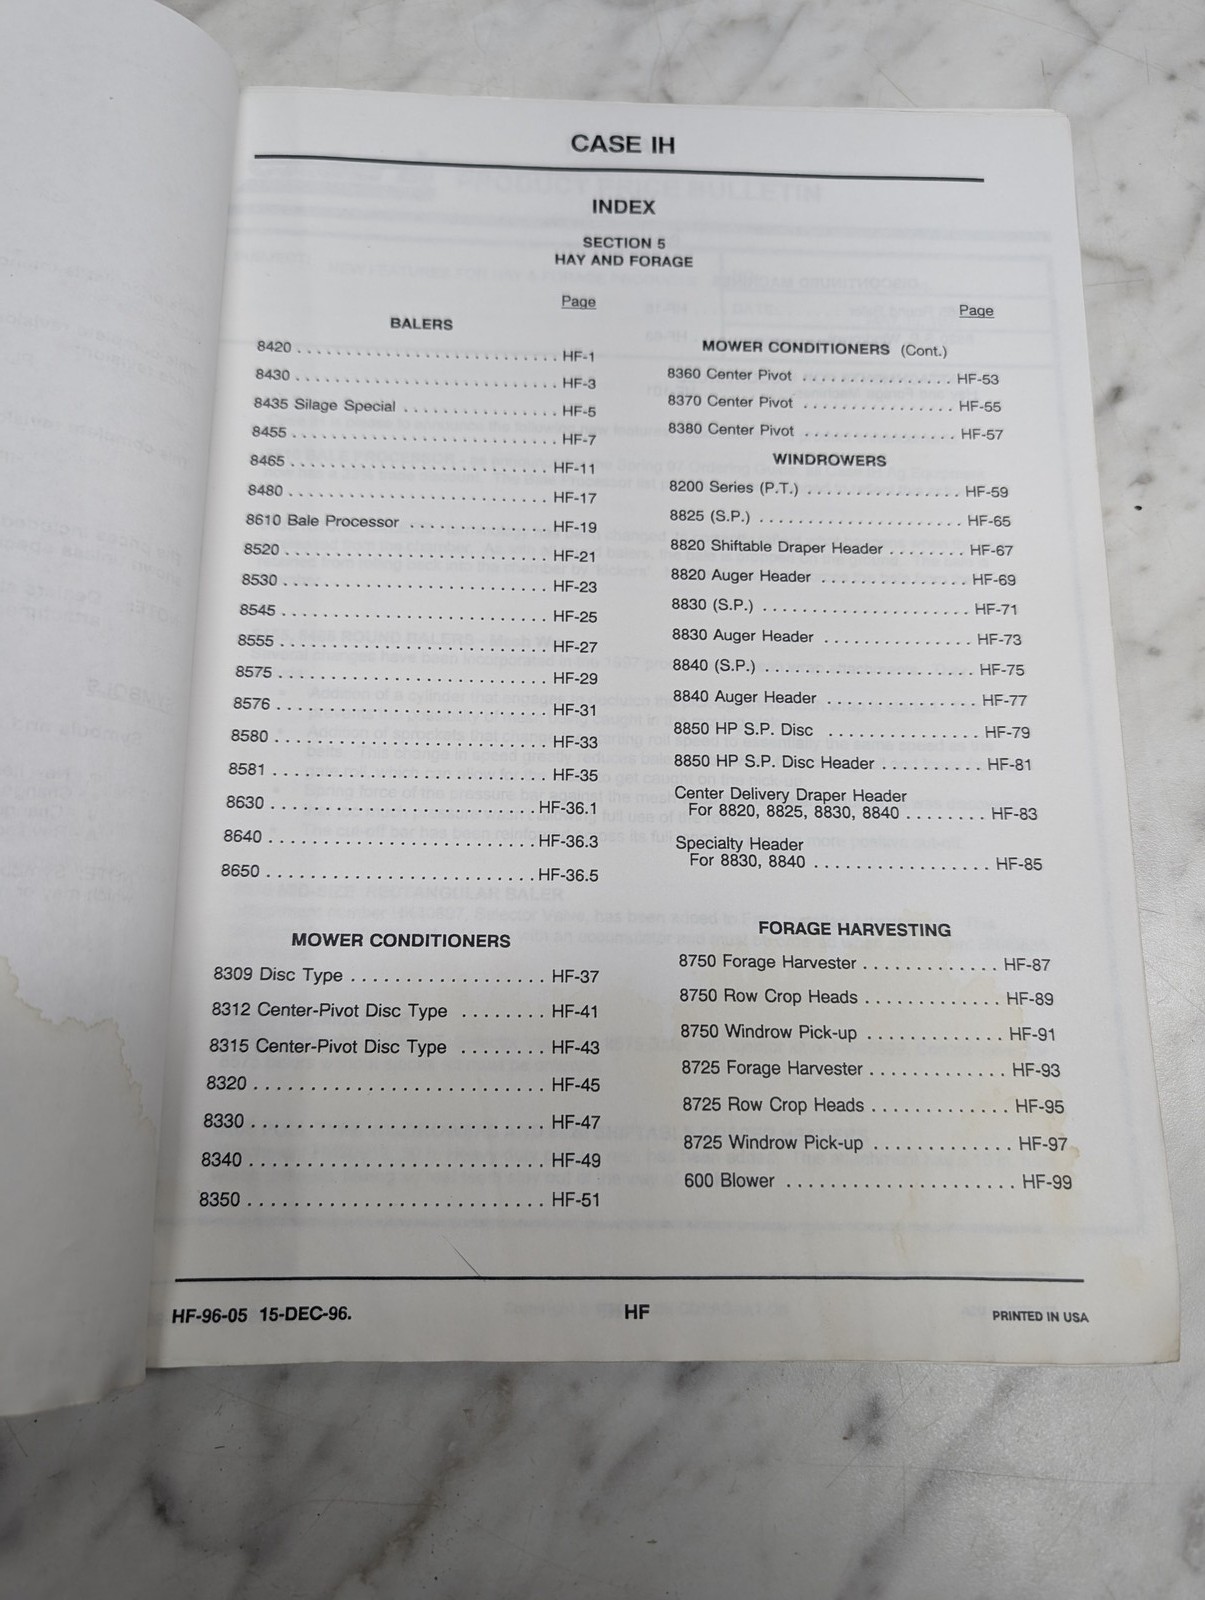 CASE IH
INDEX
SECTION 5
HAY AND FORAGE
Page
BALERS
8420 . . . . . . . . . . . . . . . . . . . . . . . . . . . HF-1
8430 . . . . . . . . . . . . . . . . . . . . . . . . . . . HF-3
8435 Silage Special . . . . . . . . . . . . . . . . HF-5
8455 . . . . . . . . . . . . . . . . . . . . . . . . . . . HF-7
8465 . . . . . . . . . . . . . . . . . . . . . . . . . . . HF-11
8480 . . . . . . . . . . . . . . . . . . . . . . . . . . . HF-17
8610 Bale Processor . . . . . . . . . . . . . . HF-19
8520 . . . . . . . . . . . . . . . . . . . . . . . . . . . HF-21
8530 . . . . . . . . . . . . . . . . . . . . . . . . . . . HF-23
8545 . . . . . . . . . . . . . . . . . . . . . . . . . . . HF-25
8555 . . . . . . . . . . . . . . . . . . . . . . . . . . . HF-27
8575 . . . . . . . . . . . . . . . . . . . . . . . . . . . HF-29
8576 . . . . . . . . . . . . . . . . . . . . . . . . . . . HF-31
8580 . . . . . . . . . . . . . . . . . . . . . . . . . . . HF-33
8581 . . . . . . . . . . . . . . . . . . . . . . . . . . . HF-35
8630 . . . . . . . . . . . . . . . . . . . . . . . . . HF-36.1
8640 . . . . . . . . . . . . . . . . . . . . . . . . . HF-36.3
8650 . . . . . . . . . . . . . . . . . . . . . . . . . HF-36.5
MOWER CONDITIONERS
8309 Disc Type . . . . . . . . . . . . . . . . . . HF-37
8312 Center-Pivot Disc Type . . . . . . . . HF-41
8315 Center-Pivot Disc Type . . . . . . . . HF-43
8320 . . . . . . . . . . . . . . . . . . . . . . . . . . . HF-45
8330 . . . . . . . . . . . . . . . . . . . . . . . . . . . HF-47
8340 . . . . . . . . . . . . . . . . . . . . . . . . . . . HF-49
8350 . . . . . . . . . . . . . . . . . . . . . . . . . . . HF-51
Page
MOWER CONDITIONERS (Cont.)
8360 Center Pivot . . . . . . . . . . . . . . . . HF-53
8370 Center Pivot . . . . . . . . . . . . . . . . HF-55
8380 Center Pivot . . . . . . . . . . . . . . . . HF-57
WINDROWERS
8200 Series (P.T.) . . . . . . . . . . . . . . . . HF-59
8825 (S.P.) . . . . . . . . . . . . . . . . . . . . . HF-65
8820 Shiftable Draper Header . . . . . . . . HF-67
8820 Auger Header . . . . . . . . . . . . . . . HF-69
8830 (S.P.) . . . . . . . . . . . . . . . . . . . . . HF-71
8830 Auger Header . . . . . . . . . . . . . . . HF-73
8840 (S.P.) . . . . . . . . . . . . . . . . . . . . . HF-75
8840 Auger Header . . . . . . . . . . . . . . . HF-77
8850 HP S.P. Disc . . . . . . . . . . . . . . . HF-79
8850 HP S.P. Disc Header . . . . . . . . . . HF-81
Center Delivery Draper Header
For 8820, 8825, 8830, 8840 . . . . . . . . HF-83
Specialty Header
For 8830, 8840 . . . . . . . . . . . . . . . . . HF-85
FORAGE HARVESTING
8750 Forage Harvester . . . . . . . . . . . . . HF-87
8750 Row Crop Heads . . . . . . . . . . . . . HF-89
8750 Windrow Pick-up . . . . . . . . . . . . . HF-91
8725 Forage Harvester . . . . . . . . . . . . . HF-93
8725 Row Crop Heads . . . . . . . . . . . . . HF-95
8725 Windrow Pick-up . . . . . . . . . . . . . HF-97
600 Blower . . . . . . . . . . . . . . . . . . . . . . HF-99
HF-96-05 15-DEC-96.
HF
PRINTED IN USA